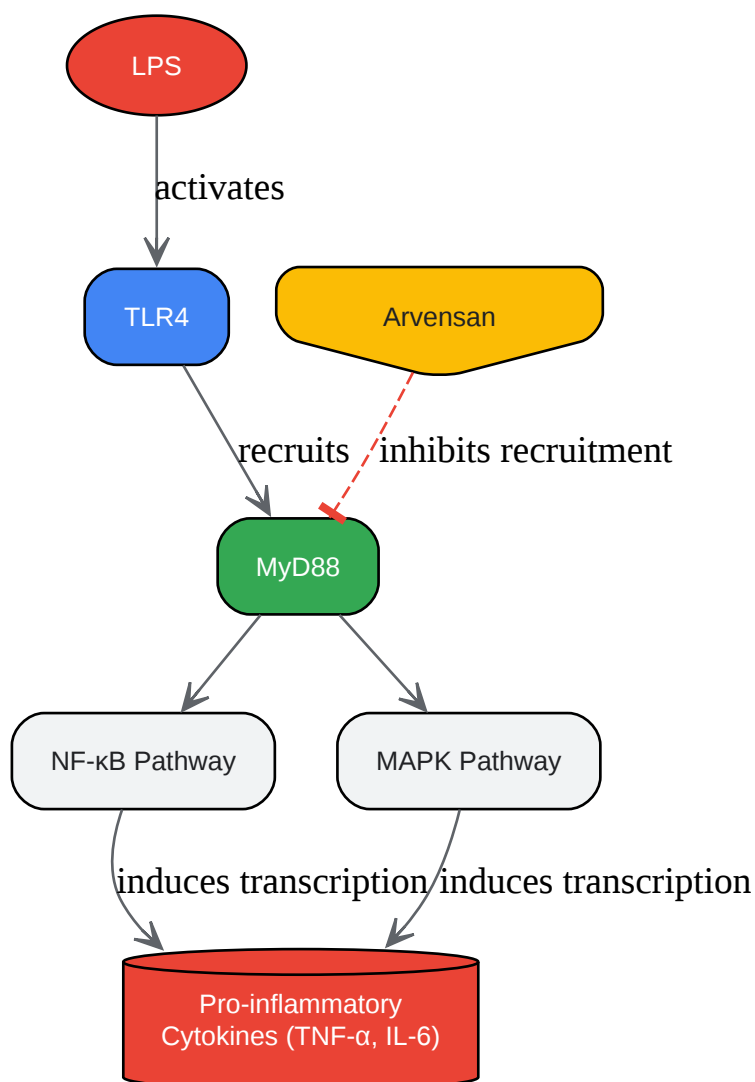 LPS
activates
TLR4
Arvensan
recruits
inhibits recruitment
MyD88
NF-κB Pathway
MAPK Pathway
induces transcription
induces transcription
Pro-inflammatory
Cytokines (TNF-α, IL-6)